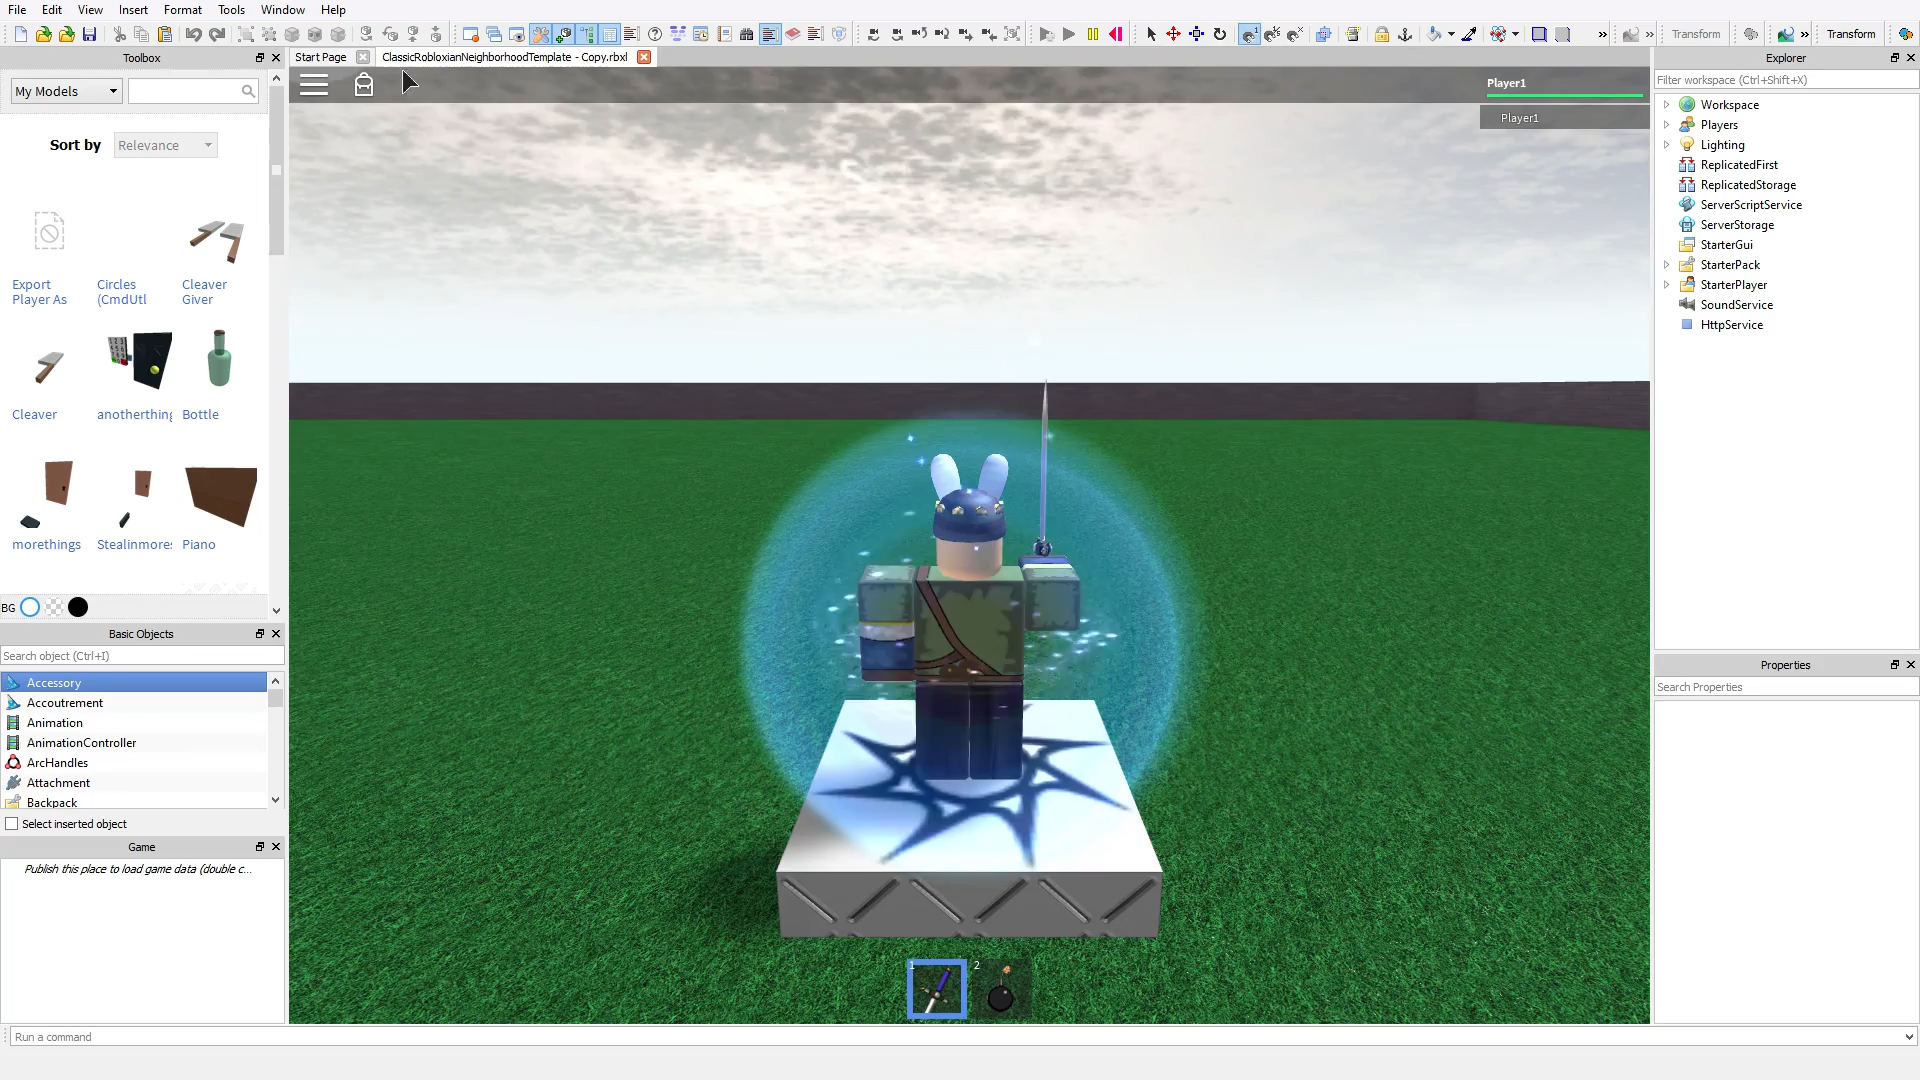 File Edit View Insert Format Tools Window Help
Transform
Transform
Toolbox
Start Page
ClassicRobloxianNeighborhoodTemplate - Copy.rbxl
Explorer
My Models
Player1
Player1
Filter workspace (Ctrl+Shift+X)
Workspace
Players
Lighting
ReplicatedFirst
ReplicatedStorage
ServerScriptService
ServerStorage
StarterGui
StarterPack
StarterPlayer
SoundService
HttpService
Sort by
Relevance
Export
Player As
Circles
(CmdUtl
Cleaver
Giver
Cleaver
anotherthing
Bottle
morethings
Stealinmore
Piano
BG
Basic Objects
Search object (Ctrl+I)
Accessory
Accoutrement
Animation
AnimationController
ArcHandles
Attachment
Backpack
Select inserted object
Game
Publish this place to load game data (double c...
Properties
Search Properties
1
2
Run a command